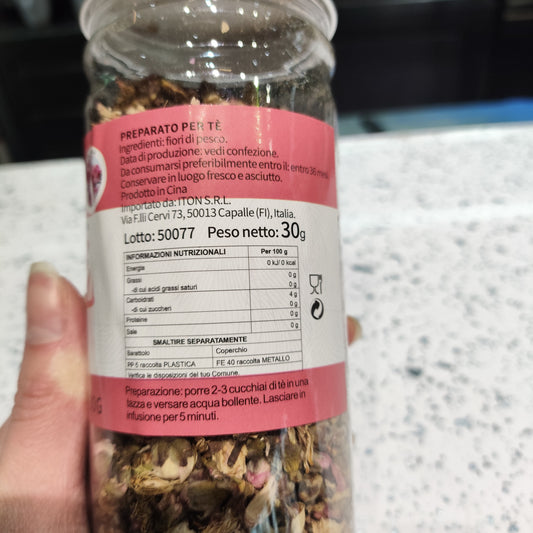 PREPARATO PER TÈ
Ingredienti: fiori di pesco.
Data di produzione: vedi confezione.
Da consumarsi preferibilmente entro il: entro 36
Conservare in luogo fresco e asciutto.
Prodotto in Cina
Importato da: ITON S.R.L.
Via F.lli Cervi 73, 50013 Capalle (FI), Italia.
Lotto: 50077 Peso netto: 30g
INFORMAZIONI NUTRIZIONALI Per 100 g
Energia 0 kJ/ 0 kcal
Grassi 0 g
-di cui acidi grassi saturi 0 g
Carboidrati 4 g
-di cui zuccheri 0 g
Proteine 0 g
Sale 0 g
SMALTIRE SEPARATAMENTE
Barattolo Coperchio
PP 5 raccolta PLASTICA FE 40 raccolta METALLO
Verifica le disposizioni del tuo Comune.
Preparazione: porre 2-3 cucchiai di tè in una
tazza e versare acqua bollente. Lasciare in
infusione per 5 minuti.